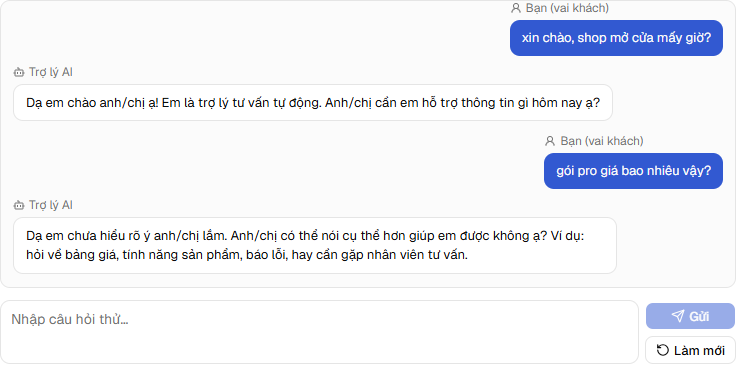 Bạn (vai khách)
xin chào, shop mở cửa mấy giờ?
Trợ lý AI
Dạ em chào anh/chị ạ! Em là trợ lý tư vấn tự động. Anh/chị cần em hỗ trợ thông tin gì hôm nay ạ?
Bạn (vai khách)
gói pro giá bao nhiêu vậy?
Trợ lý AI
Dạ em chưa hiểu rõ ý anh/chị lắm. Anh/chị có thể nói cụ thể hơn giúp em được không ạ? Ví dụ:
hỏi về bảng giá, tính năng sản phẩm, báo lỗi, hay cần gặp nhân viên tư vấn.
Nhập câu hỏi thử...
Gửi
Làm mới